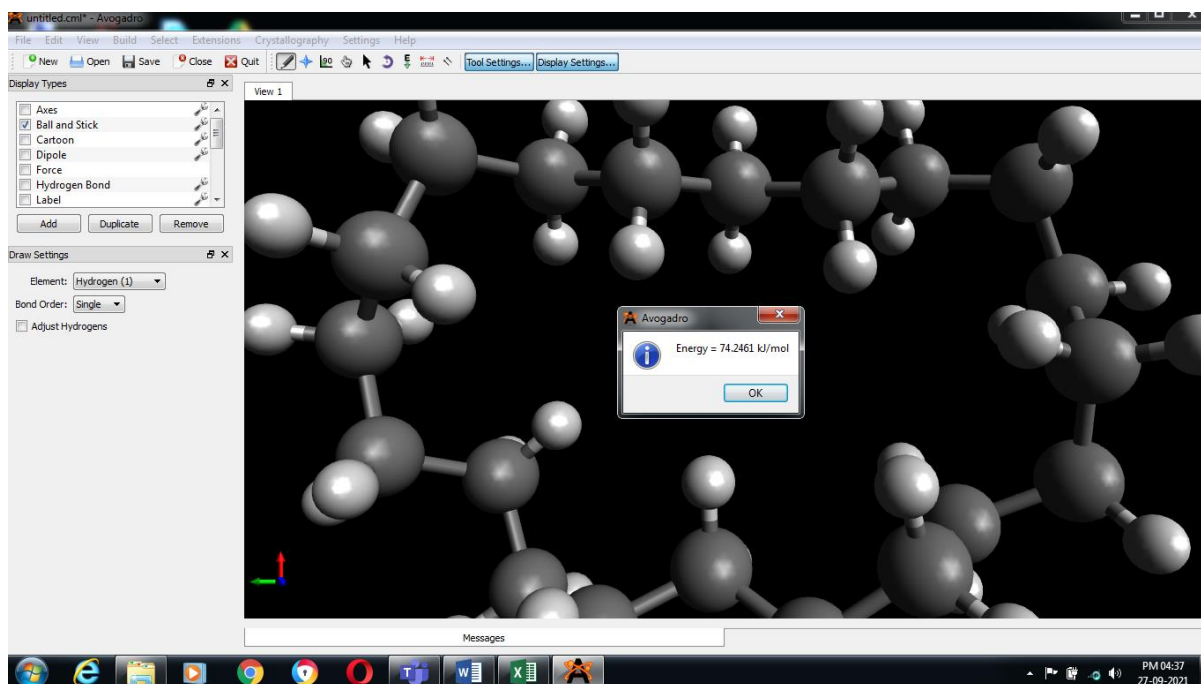 untitled.cml* - Avogadro
File Edit View Build Select Extensions Crystallography Settings Help
New Open Save Close Quit Tool Settings... Display Settings...
Display Types
View 1
Axes
Ball and Stick
Cartoon
Dipole
Force
Hydrogen Bond
Label
Add Duplicate Remove
Draw Settings
Element: Hydrogen (1)
Bond Order: Single
Adjust Hydrogens
Avogadro
Energy = 74.2461 kJ/mol
OK
Messages
PM 04:37
27-09-2021